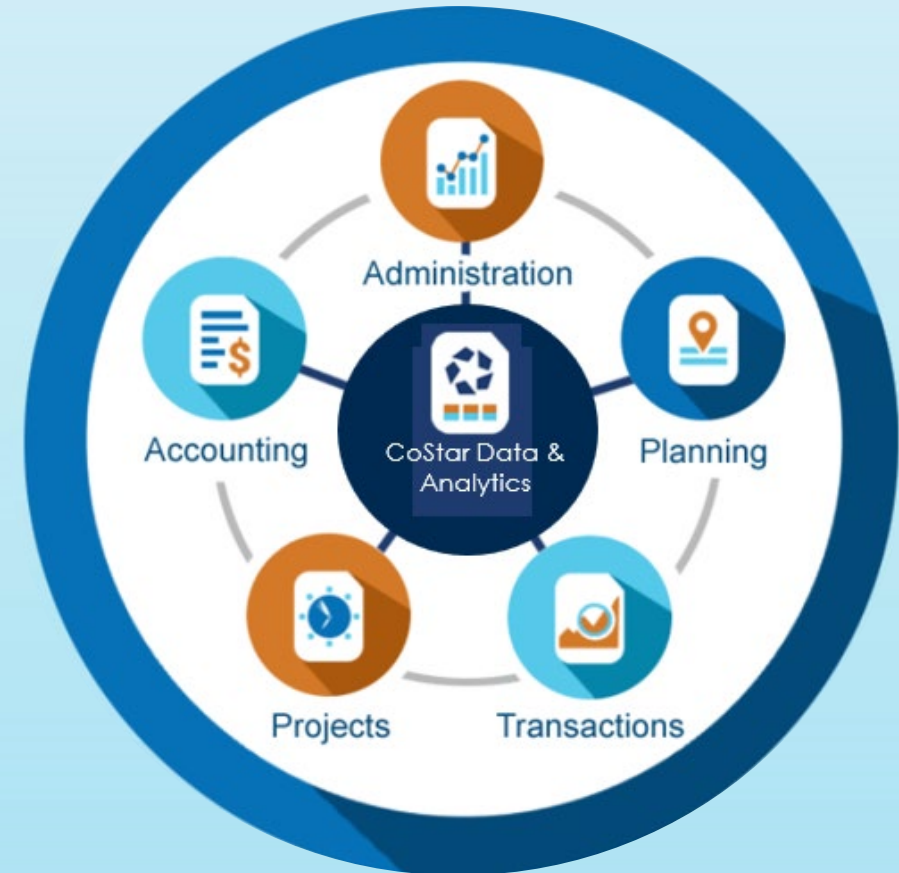 Administration
Accounting
CoStar Data &
Analytics
Planning
$
Projects
Transactions